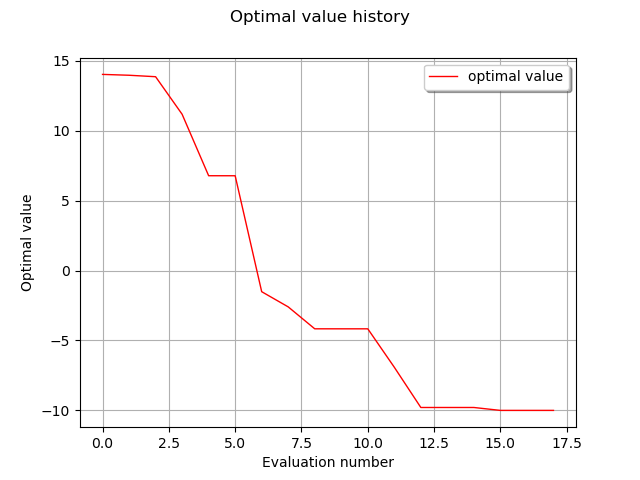 Optimal value history
optimal value
Optimal value
15
10
5
0
−5
−10
0.0 2.5 5.0 7.5 10.0 12.5 15.0 17.5
Evaluation number